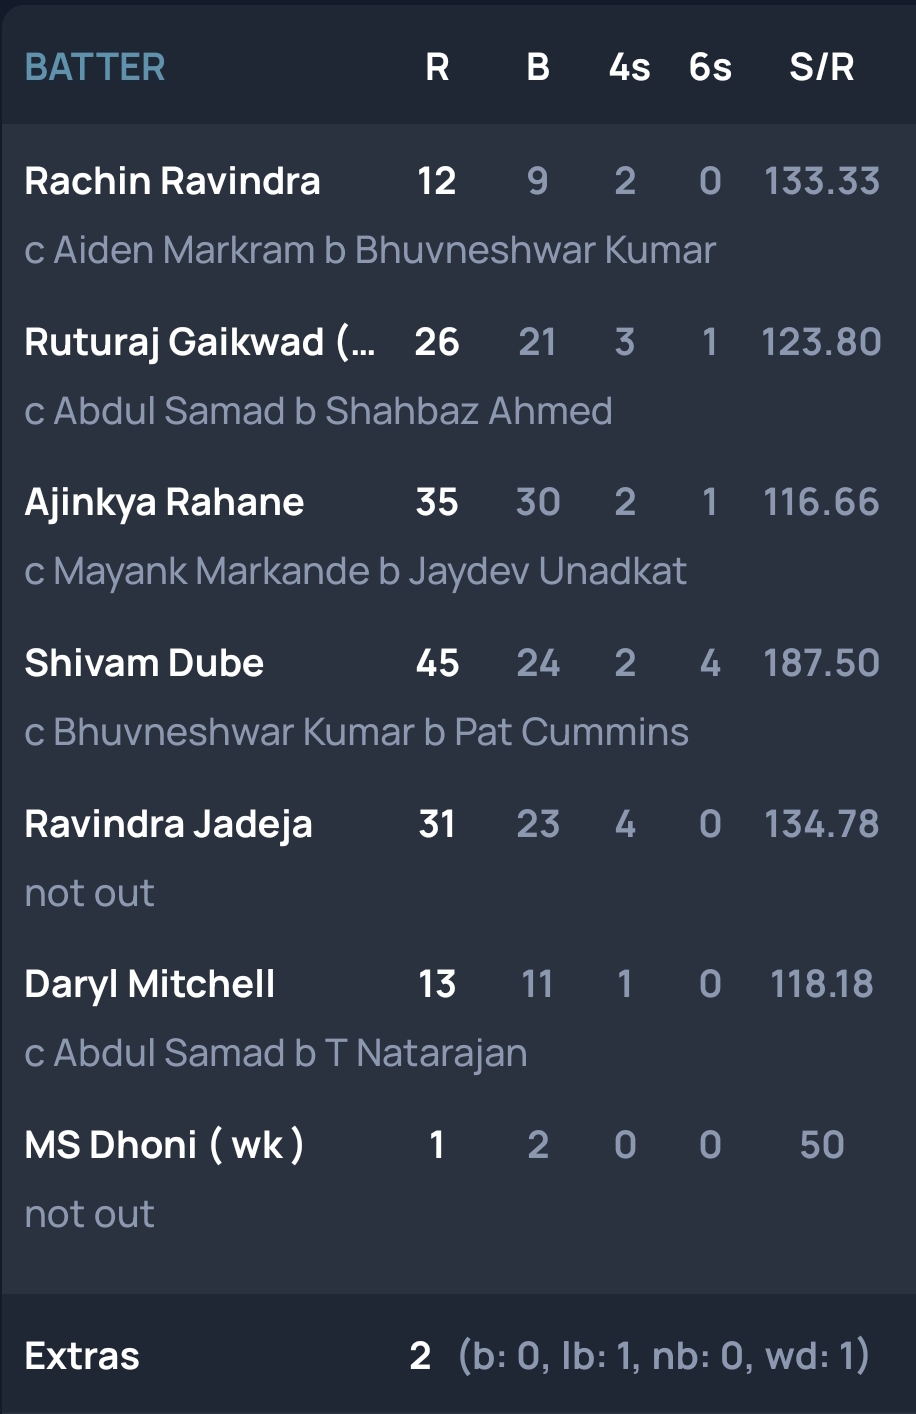 BATTER R B 4s 6s S/R
Rachin Ravindra 12 9 2 0 133.33
c Aiden Markram b Bhuvneshwar Kumar
Ruturaj Gaikwad (... 26 21 3 1 123.80
c Abdul Samad b Shahbaz Ahmed
Ajinkya Rahane 35 30 2 1 116.66
c Mayank Markande b Jaydev Unadkat
Shivam Dube 45 24 2 4 187.50
c Bhuvneshwar Kumar b Pat Cummins
Ravindra Jadeja 31 23 4 0 134.78
not out
Daryl Mitchell 13 11 1 0 118.18
c Abdul Samad b T Natarajan
MS Dhoni ( wk ) 1 2 0 0 50
not out
Extras 2 (b: 0, lb: 1, nb: 0, wd: 1)